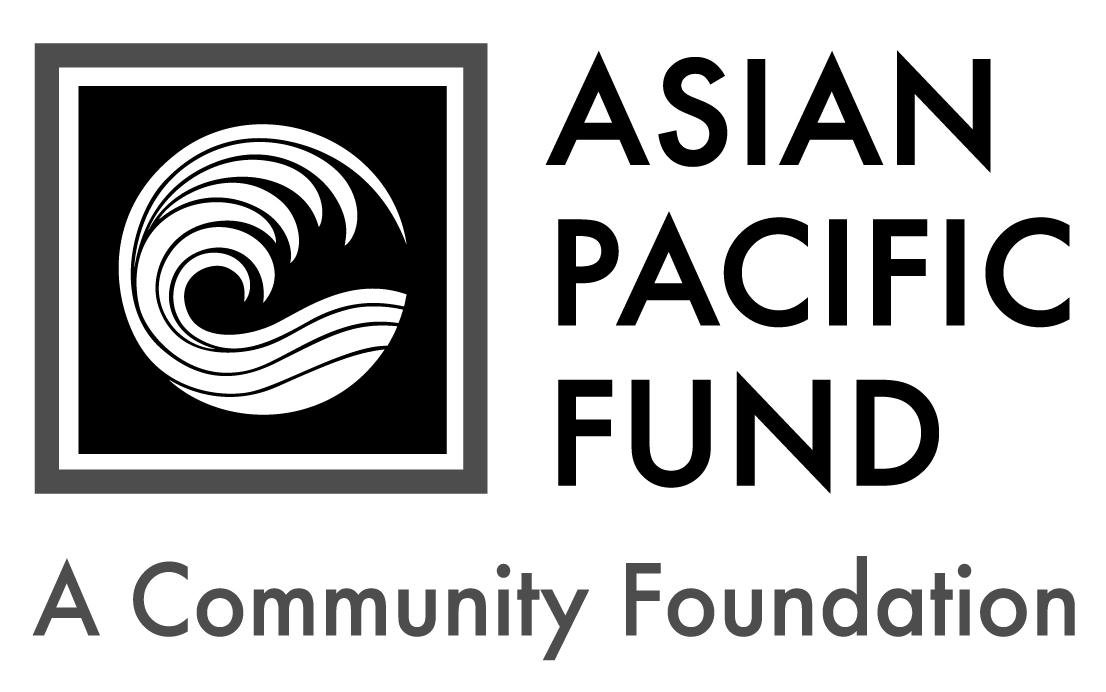 ASIAN
PACIFIC
FUND
A Community Foundation